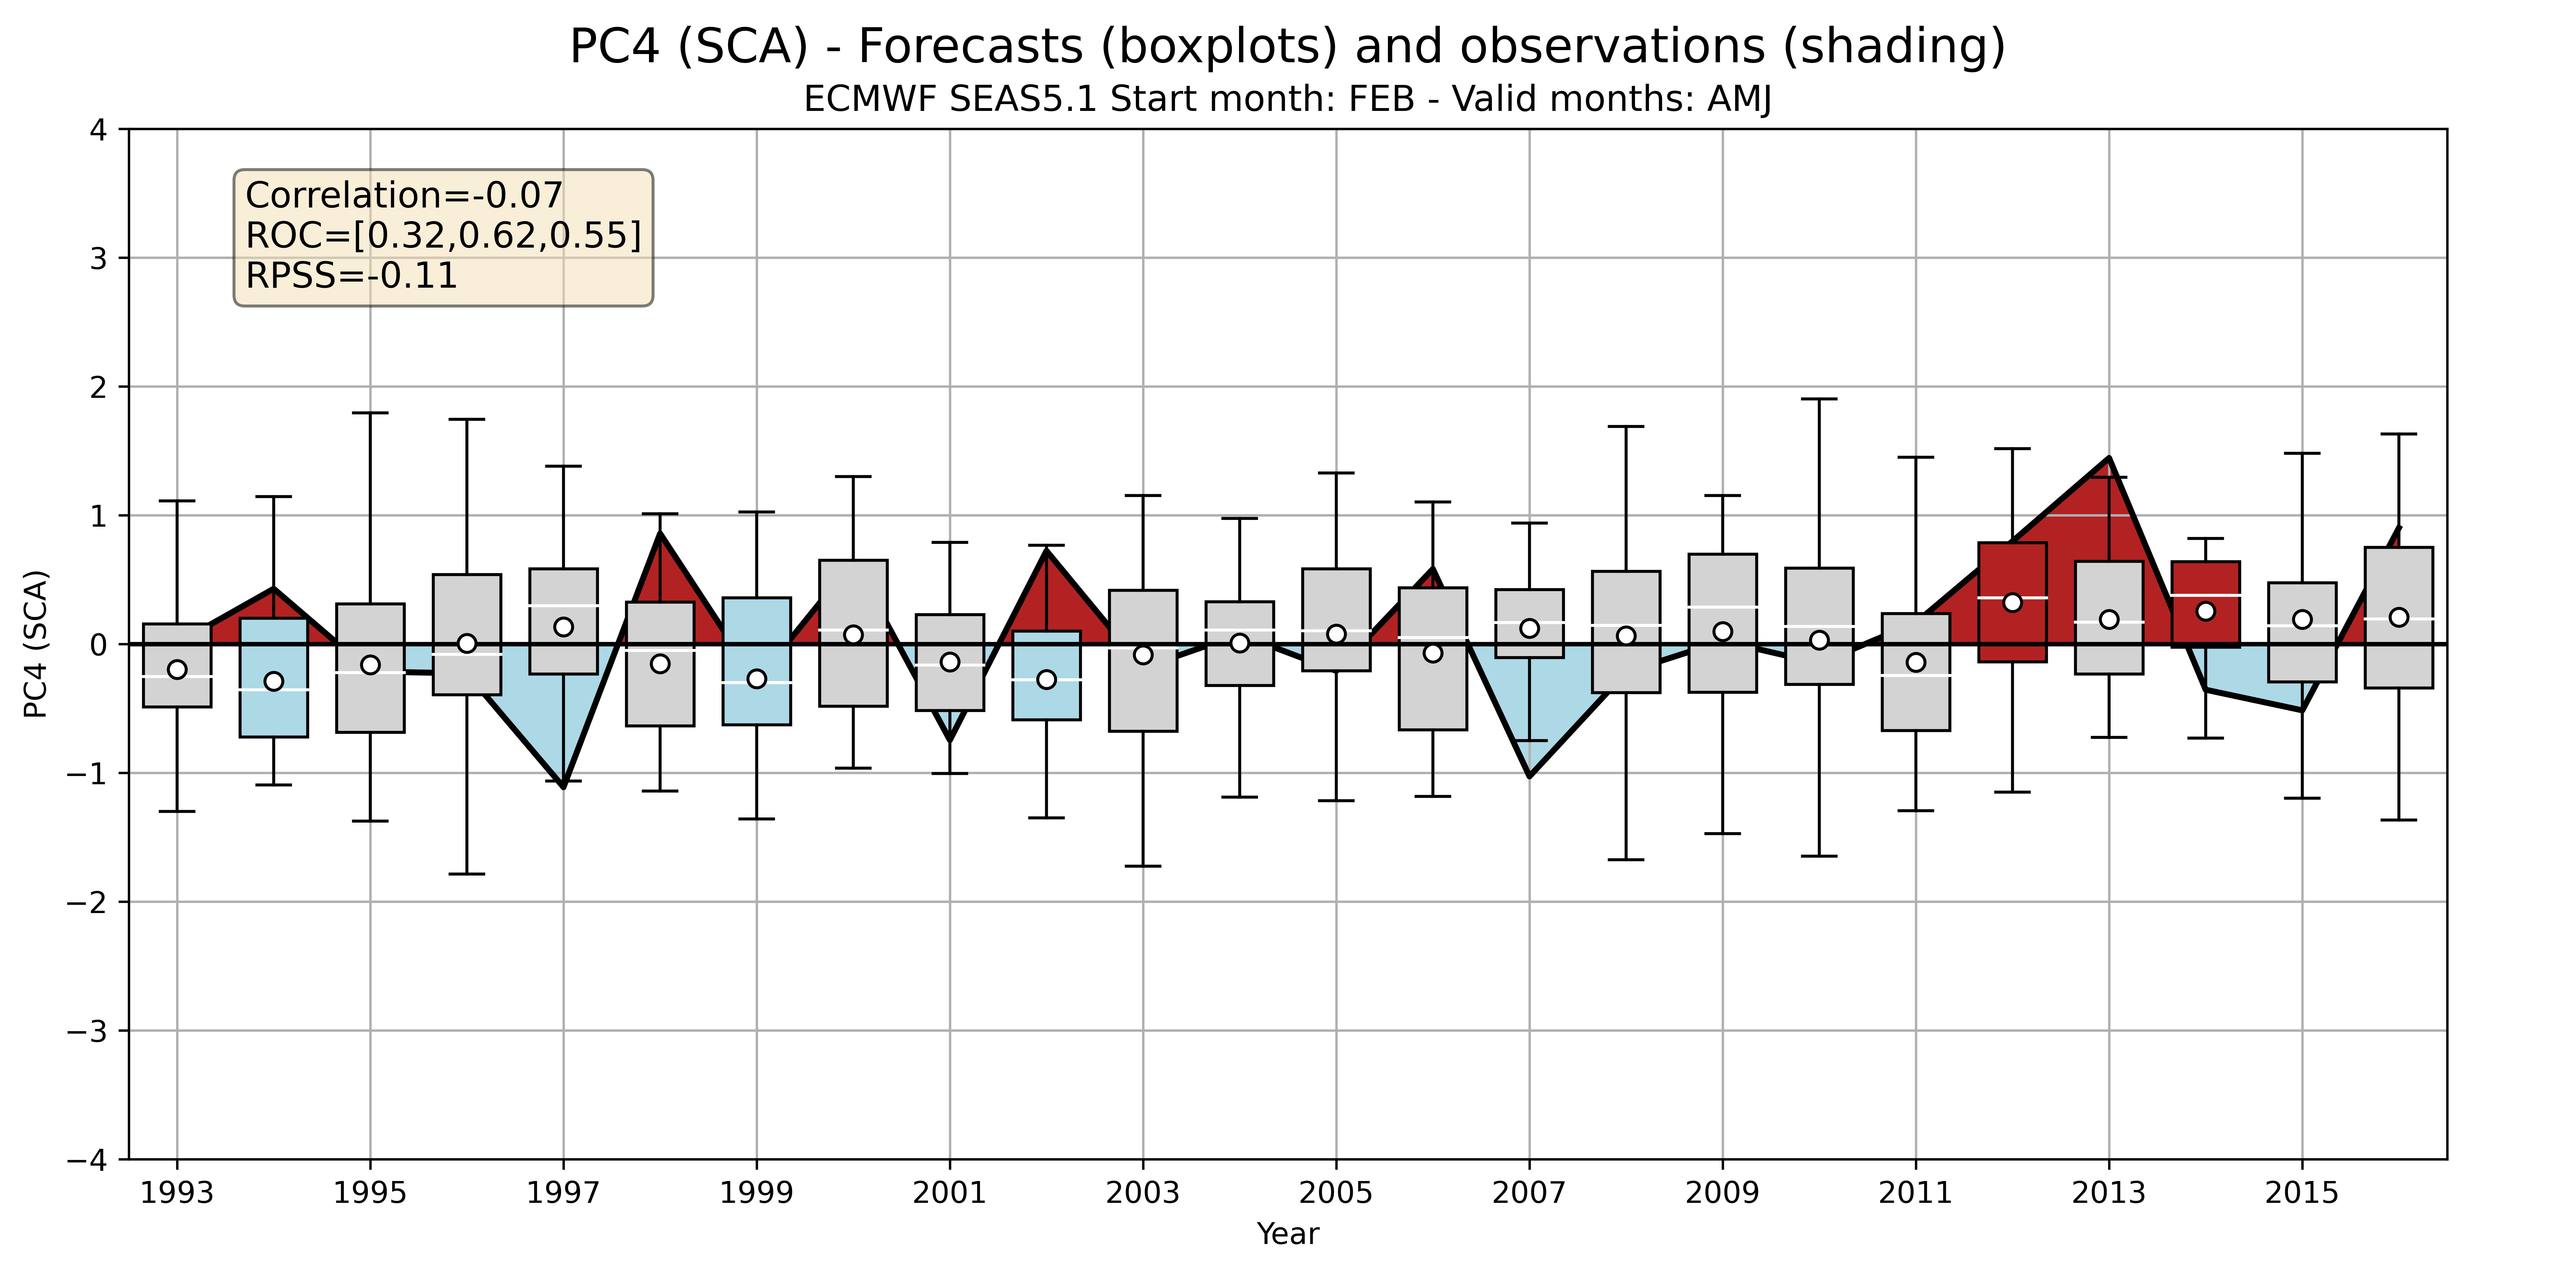 PC4 (SCA) - Forecasts (boxplots) and observations (shading)
ECMWF SEAS5.1 Start month: FEB - Valid months: AMJ
Correlation=-0.07
ROC=[0.32,0.62,0.55]
RPSS=-0.11
PC4 (SCA)
4
3
2
1
0
−1
−2
−3
−4
1993 1995 1997 1999 2001 2003 2005 2007 2009 2011 2013 2015
Year